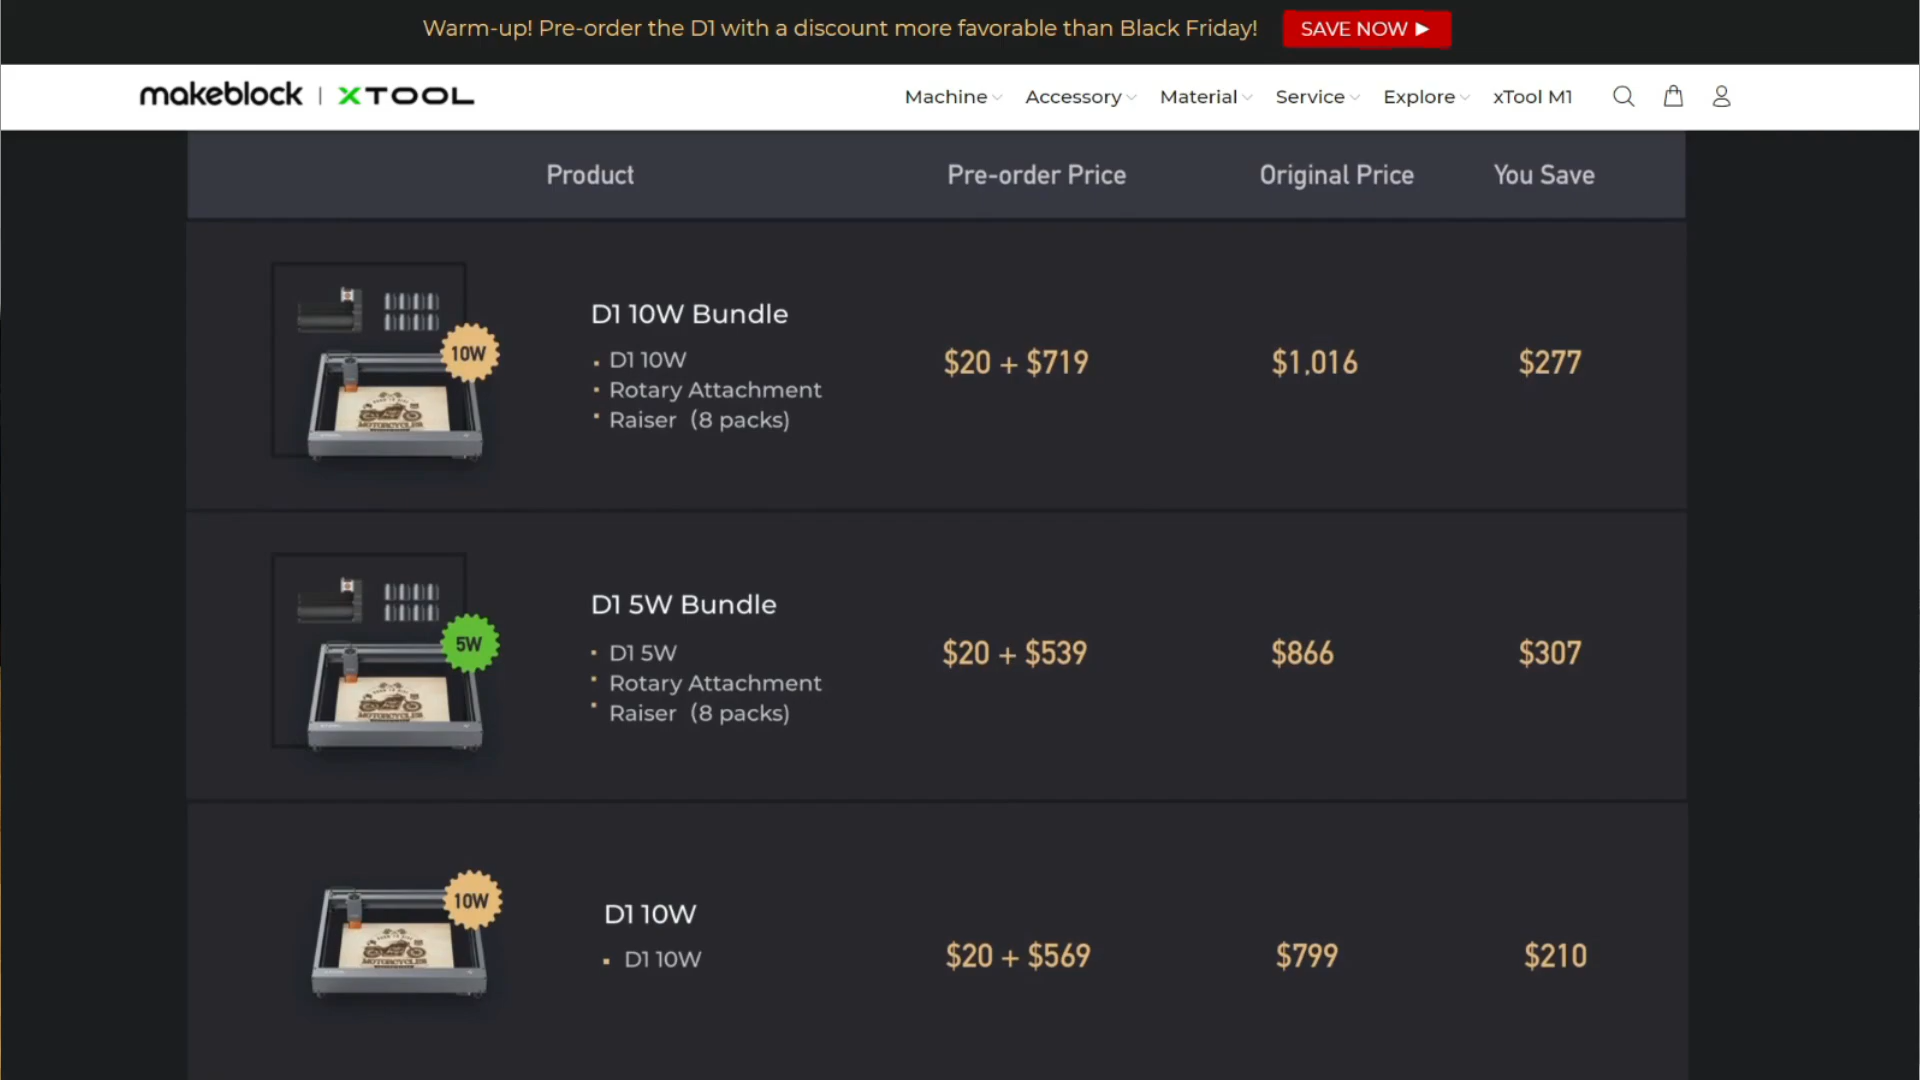 Warm-up! Pre-order the D1 with a discount more favorable than Black Friday! SAVE NOW ▶
makeblock | XTOOL Machine Accessory Material Service Explore xTool M1
Product Pre-order Price Original Price You Save
10W
D1 10W Bundle
D1 10W
Rotary Attachment
Raiser (8 packs)
$20 + $719 $1,016 $277
MOTORCYCLER
5W
D1 5W Bundle
D1 5W
Rotary Attachment
Raiser (8 packs)
$20 + $539 $866 $307
MOTORCYCLER
10W
D1 10W
D1 10W
$20 + $569 $799 $210
MOTORCYCLER